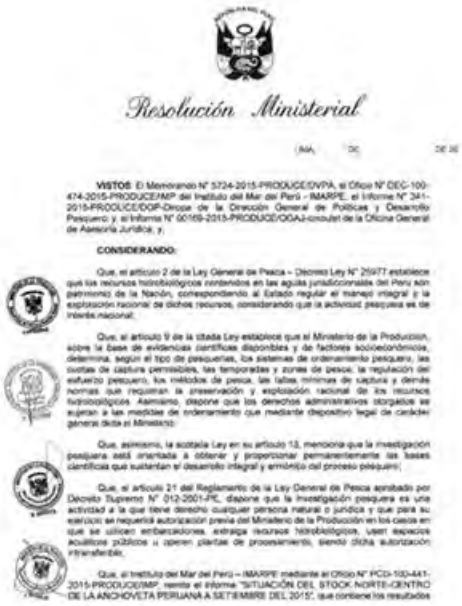 REPÚBLICA DEL PERÚ
Resolución Ministerial
LIMA, DE DE 20
VISTOS: El Memorando N° 5724-2015-PRODUCE/DVPA, el Oficio N° DEC-100-
474-2015-PRODUCE/IMP del Instituto del Mar del Perú - IMARPE, el Informe N° 341-
2015-PRODUCE/DGP-Diropa de la Dirección General de Políticas y Desarrollo
Pesquero; y, el Informe N° 00169-2015-PRODUCE/OGAJ- de la Oficina General
de Asesoría Jurídica; y,
CONSIDERANDO:
Que, el artículo 2 de la Ley General de Pesca – Decreto Ley N° 25977 establece
que los recursos hidrobiológicos contenidos en las aguas jurisdiccionales del Perú son
patrimonio de la Nación, correspondiendo al Estado regular el manejo integral y la
explotación racional de dichos recursos, considerando que la actividad pesquera es de
interés nacional;
Que, el artículo 9 de la citada Ley establece que el Ministerio de la Producción,
sobre la base de evidencias científicas disponibles y de factores socioeconómicos,
determina, según el tipo de pesquerías, los sistemas de ordenamiento pesquero, las
cuotas de captura permisibles, las temporadas y zonas de pesca, la regulación del
esfuerzo pesquero, los métodos de pesca, las tallas mínimas de captura y demás
normas que requieran la preservación y explotación racional de los recursos
hidrobiológicos. Asimismo, dispone que los derechos administrativos otorgados se
sujetan a las medidas de ordenamiento que mediante dispositivo legal de carácter
general dicta el Ministerio;
Que, asimismo, la acotada Ley en su artículo 13, menciona que la investigación
pesquera está orientada a obtener y proporcionar permanentemente las bases
científicas que sustentan el desarrollo integral y armónico del proceso pesquero;
Que, el artículo 21 del Reglamento de la Ley General de Pesca aprobado por
Decreto Supremo N° 012-2001-PE, dispone que la investigación pesquera es una
actividad a la que tiene derecho cualquier persona natural o jurídica y que para su
ejercicio se requerirá autorización previa del Ministerio de la Producción en los casos en
que se utilicen embarcaciones, extraiga recursos hidrobiológicos, usen espacios
acuáticos públicos u operen plantas de procesamiento, siendo dicha autorización
intransferible;
Que, el Instituto del Mar del Perú – IMARPE mediante el Oficio N° PCD-100-441-
2015-PRODUCE/IMP, remite el Informe "SITUACIÓN DEL STOCK NORTE-CENTRO
DE LA ANCHOVETA PERUANA A SETIEMBRE DEL 2015", que contiene los resultados